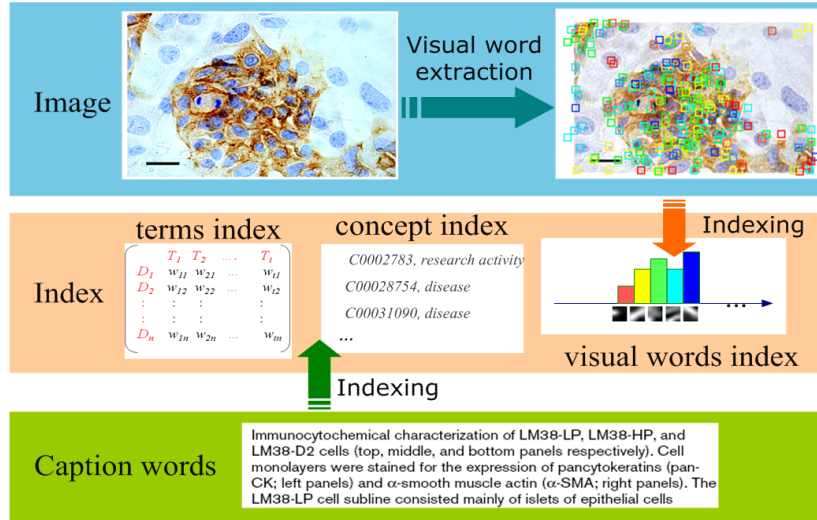 Image
Visual word
extraction
terms index
concept index
Indexing
Index
T1 T2 .... Tt
D1 w11 w21 ... wt1
D2 w12 w22 ... wt2
: : : :
: : : :
Dn w1n w2n ... wtn
C0002783, research activity
C00028754, disease
C00031090, disease
...
...
visual words index
Indexing
Caption words
Immunocytochemical characterization of LM38-LP, LM38-HP, and
LM38-D2 cells (top, middle, and bottom panels respectively). Cell
monolayers were stained for the expression of pancytokeratins (pan-
CK; left panels) and α-smooth muscle actin (α-SMA; right panels). The
LM38-LP cell subline consisted mainly of islets of epithelial cells